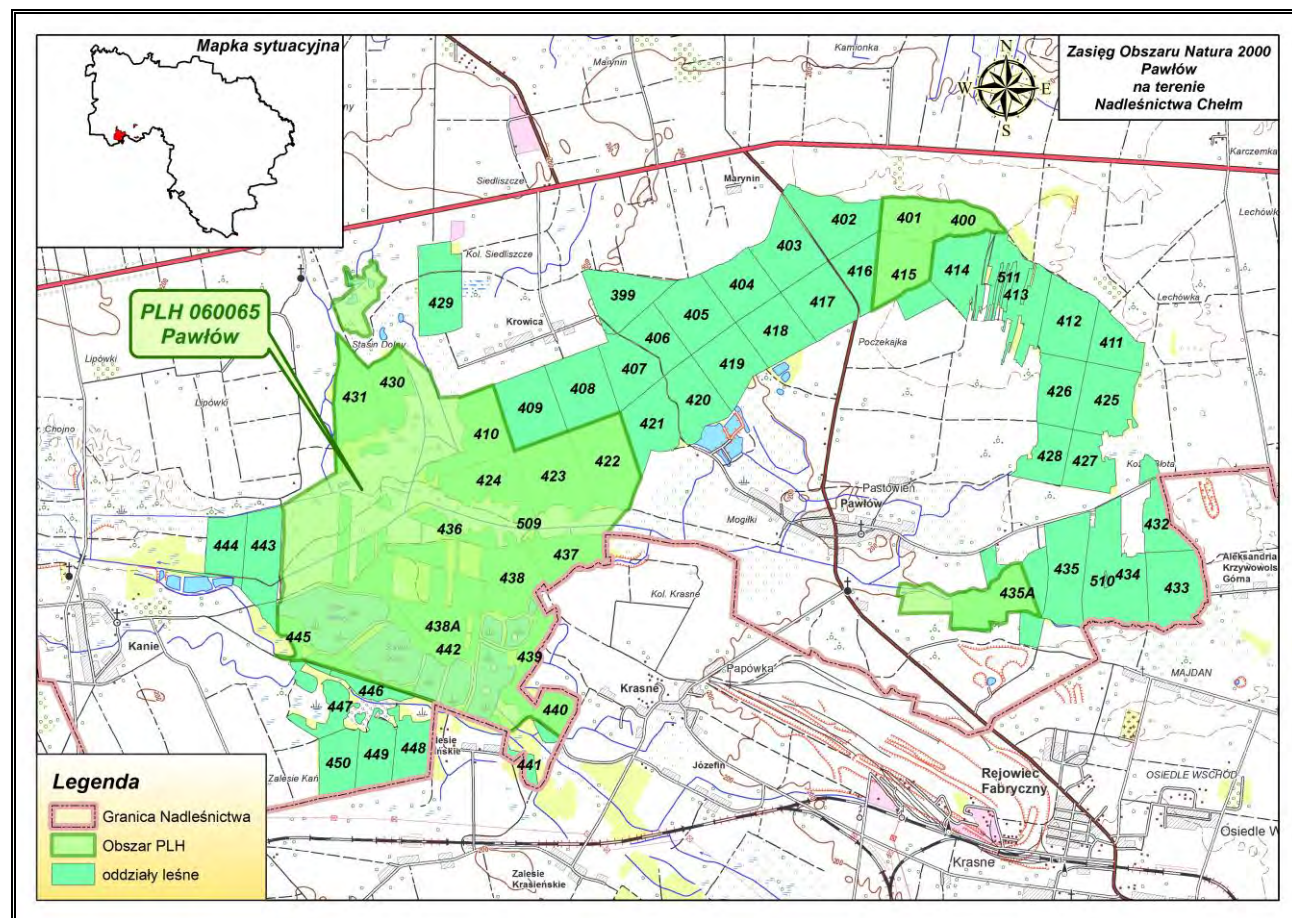 Mapka sytuacyjna
Zasięg Obszaru Natura 2000
Pawłów
na terenie
Nadleśnictwa Chełm
N
W
E
S
Kamionka
Marynin
Karczemka
Siedliszcze
Marynin
Lechówka
Kol. Siedliszcze
402
401
400
403
416
415
414
511
413
404
417
399
405
429
406
418
412
411
Krowica
PLH 060065
Pawłów
Stasin Dolny
Lipówki
Lipówki
Poczekajka
Lechówka
431
430
409
408
407
419
420
426
425
410
421
422
423
424
428
427
Chojno
436
509
437
Mogiłki
Pawłów
Pastówień
432
444
443
438
435
510
434
433
Aleksandria
Krzywowolska
Górna
Kol. Krasne
435A
438A
442
445
439
Kanie
446
447
440
Krasne
Papówka
MAJDAN
450
449
448
441
Zalesie Kań
Józefin
Rejowiec
Fabryczny
OSIEDLE WSCHÓD
Osiedle W
Krasne
Zalesie
Krasieńskie
Legenda
Granica Nadleśnictwa
Obszar PLH
oddziały leśne